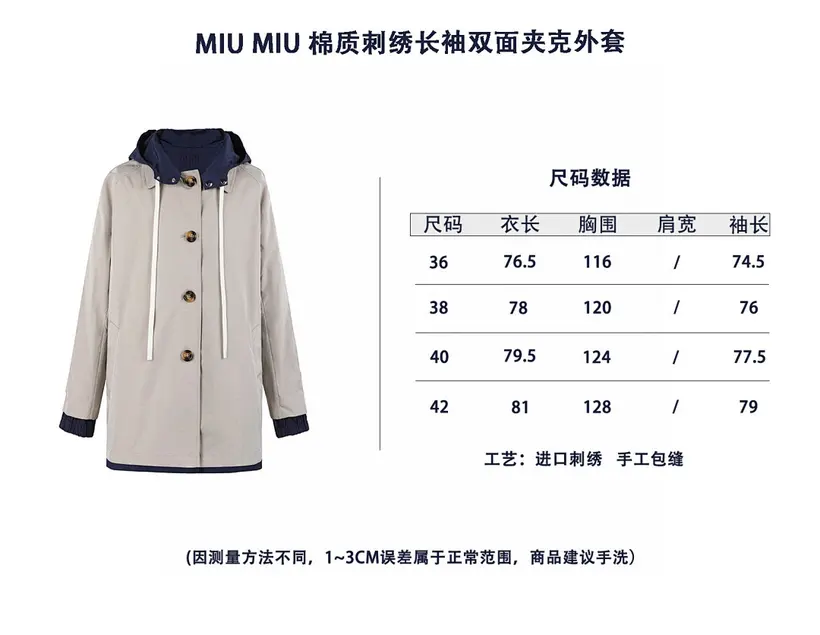 MIU MIU 棉质刺绣长袖双面夹克外套
尺码数据
尺码 衣长 胸围 肩宽 袖长
36 76.5 116 / 74.5
38 78 120 / 76
40 79.5 124 / 77.5
42 81 128 / 79
工艺：进口刺绣 手工包缝
(因测量方法不同，1~3CM误差属于正常范围，商品建议手洗)